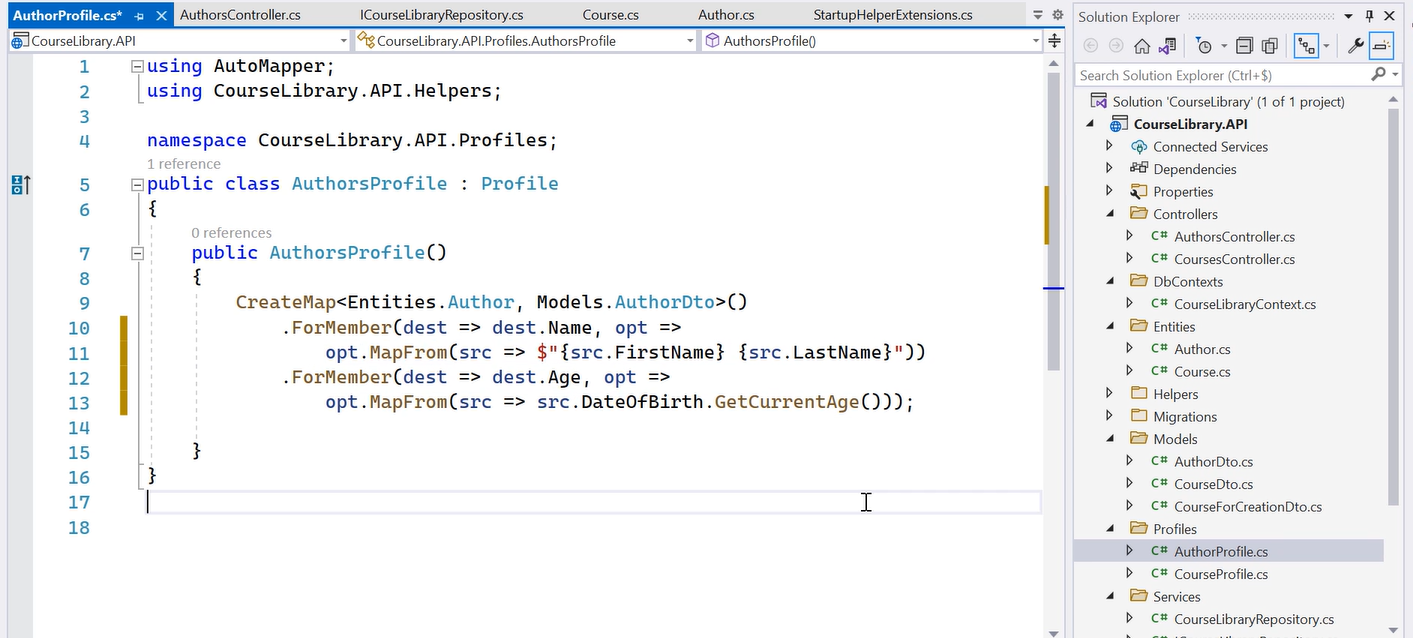 AuthorProfile.cs*
AuthorsController.cs
ICourseLibraryRepository.cs
Course.cs
Author.cs
StartupHelperExtensions.cs
CourseLibrary.API
CourseLibrary.API.Profiles.AuthorsProfile
AuthorsProfile()
1 using AutoMapper;
2 using CourseLibrary.API.Helpers;
3
4 namespace CourseLibrary.API.Profiles;
1 reference
5 public class AuthorsProfile : Profile
6 {
0 references
7 public AuthorsProfile()
8 {
9 CreateMap<Entities.Author, Models.AuthorDto>()
10 .ForMember(dest => dest.Name, opt =>
11 opt.MapFrom(src => $"{src.FirstName} {src.LastName}"))
12 .ForMember(dest => dest.Age, opt =>
13 opt.MapFrom(src => src.DateOfBirth.GetCurrentAge()));
14
15 }
16 }
17
18
Solution Explorer
Search Solution Explorer (Ctrl+$)
Solution 'CourseLibrary' (1 of 1 project)
CourseLibrary.API
Connected Services
Dependencies
Properties
Controllers
C# AuthorsController.cs
C# CoursesController.cs
DbContexts
C# CourseLibraryContext.cs
Entities
C# Author.cs
C# Course.cs
Helpers
Migrations
Models
C# AuthorDto.cs
C# CourseDto.cs
C# CourseForCreationDto.cs
Profiles
C# AuthorProfile.cs
C# CourseProfile.cs
Services
C# CourseLibraryRepository.cs